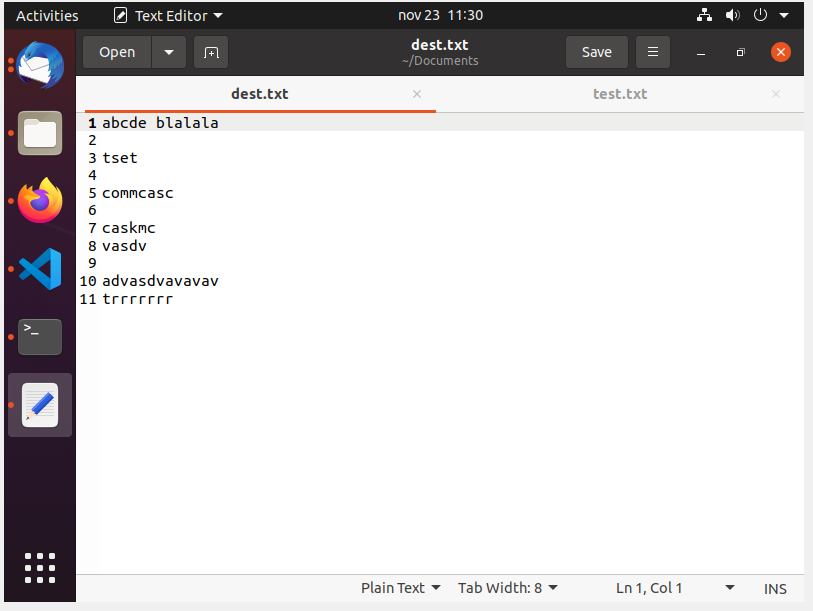 Activities Text Editor nov 23 11:30
Open dest.txt Save
~/Documents
dest.txt test.txt
1 abcde blalala
2
3 tset
4
5 commcasc
6
7 caskmc
8 vasdv
9
10 advasdvavavav
11 trrrrrrr
>_
Plain Text Tab Width: 8 Ln 1, Col 1 INS